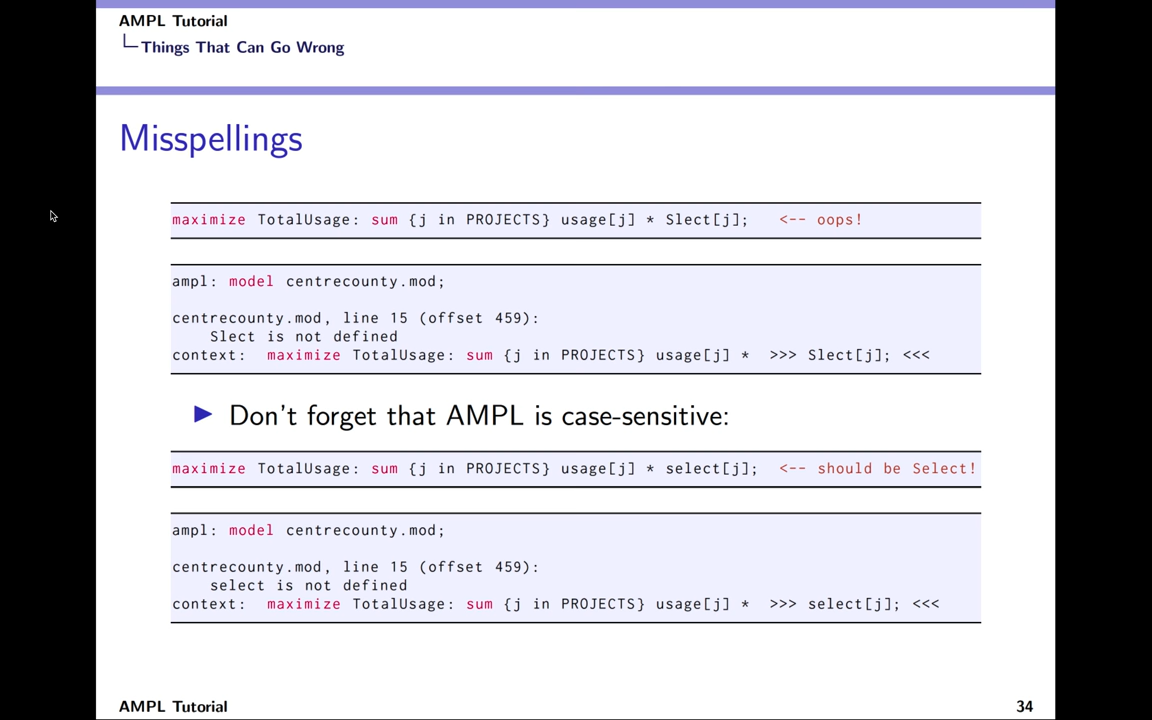 AMPL Tutorial
Things That Can Go Wrong
Misspellings
maximize TotalUsage: sum {j in PROJECTS} usage[j] * Slect[j];   <-- oops!
ampl: model centrecounty.mod;
centrecounty.mod, line 15 (offset 459):
    Slect is not defined
context:  maximize TotalUsage: sum {j in PROJECTS} usage[j] *  >>> Slect[j]; <<<
▶ Don't forget that AMPL is case-sensitive:
maximize TotalUsage: sum {j in PROJECTS} usage[j] * select[j];  <-- should be Select!
ampl: model centrecounty.mod;
centrecounty.mod, line 15 (offset 459):
    select is not defined
context:  maximize TotalUsage: sum {j in PROJECTS} usage[j] *  >>> select[j]; <<<
AMPL Tutorial 34